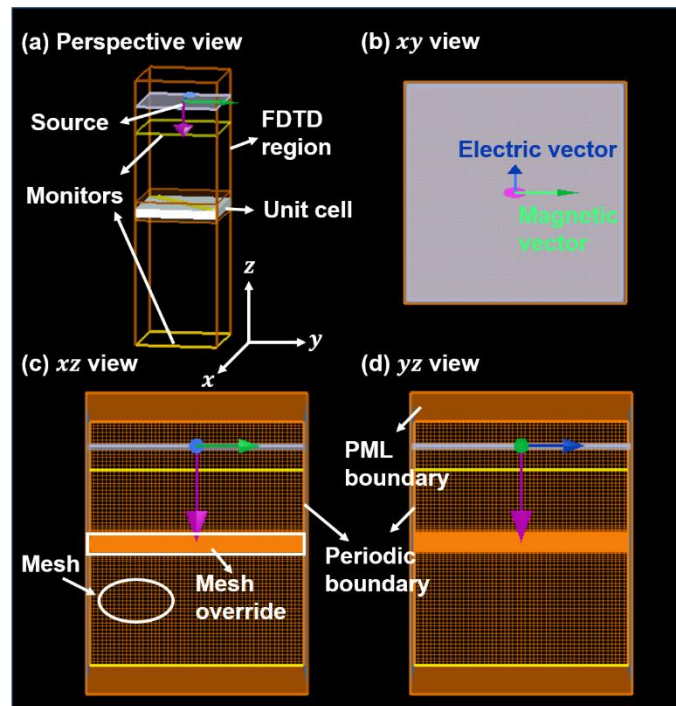 (a) Perspective view
(b) xy view
Source
FDTD
region
Electric vector
Monitors
Unit cell
Magnetic
vector
z
y
x
(c) xz view
(d) yz view
PML
boundary
Mesh
Mesh
override
Periodic
boundary